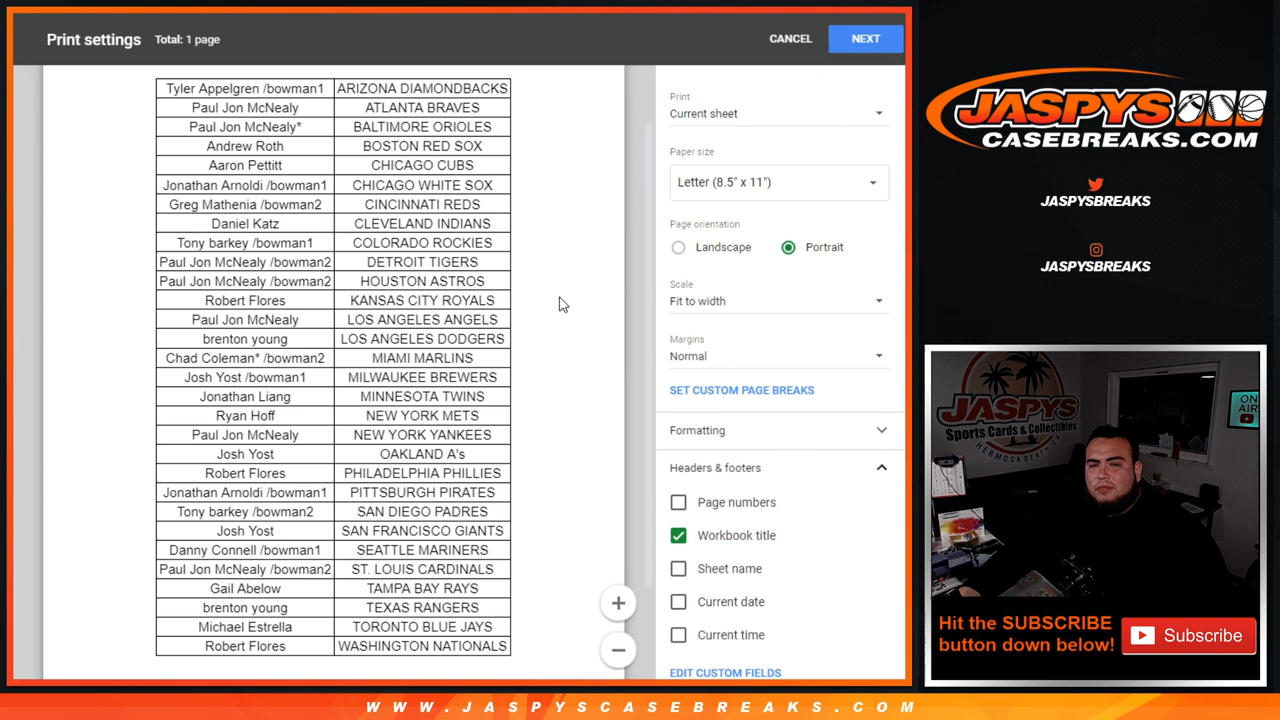 Print settings Total: 1 page CANCEL NEXT
Tyler Appelgren /bowman1 ARIZONA DIAMONDBACKS
Paul Jon McNealy ATLANTA BRAVES
Paul Jon McNealy* BALTIMORE ORIOLES
Andrew Roth BOSTON RED SOX
Aaron Pettitt CHICAGO CUBS
Jonathan Arnoldi /bowman1 CHICAGO WHITE SOX
Greg Mathenia /bowman2 CINCINNATI REDS
Daniel Katz CLEVELAND INDIANS
Tony barkey /bowman1 COLORADO ROCKIES
Paul Jon McNealy /bowman2 DETROIT TIGERS
Paul Jon McNealy /bowman2 HOUSTON ASTROS
Robert Flores KANSAS CITY ROYALS
Paul Jon McNealy LOS ANGELES ANGELS
brenton young LOS ANGELES DODGERS
Chad Coleman* /bowman2 MIAMI MARLINS
Josh Yost /bowman1 MILWAUKEE BREWERS
Jonathan Liang MINNESOTA TWINS
Ryan Hoff NEW YORK METS
Paul Jon McNealy NEW YORK YANKEES
Josh Yost OAKLAND A's
Robert Flores PHILADELPHIA PHILLIES
Jonathan Arnoldi /bowman1 PITTSBURGH PIRATES
Tony barkey /bowman2 SAN DIEGO PADRES
Josh Yost SAN FRANCISCO GIANTS
Danny Connell /bowman1 SEATTLE MARINERS
Paul Jon McNealy /bowman2 ST. LOUIS CARDINALS
Gail Abelow TAMPA BAY RAYS
brenton young TEXAS RANGERS
Michael Estrella TORONTO BLUE JAYS
Robert Flores WASHINGTON NATIONALS
Print
Current sheet
Paper size
Letter (8.5" x 11")
Page orientation
Landscape Portrait
Scale
Fit to width
Margins
Normal
SET CUSTOM PAGE BREAKS
Formatting
Headers & footers
Page numbers
Workbook title
Sheet name
Current date
Current time
EDIT CUSTOM FIELDS
JASPYS
CASEBREAKS.COM
JASPYSBREAKS
JASPYSBREAKS
JASPYS
Sports Cards & Collectibles
HERMOSA BEACH CA
ON
AIR
Hit the SUBSCRIBE
button down below!
Subscribe
WWW.JASPYSCASEBREAKS.COM